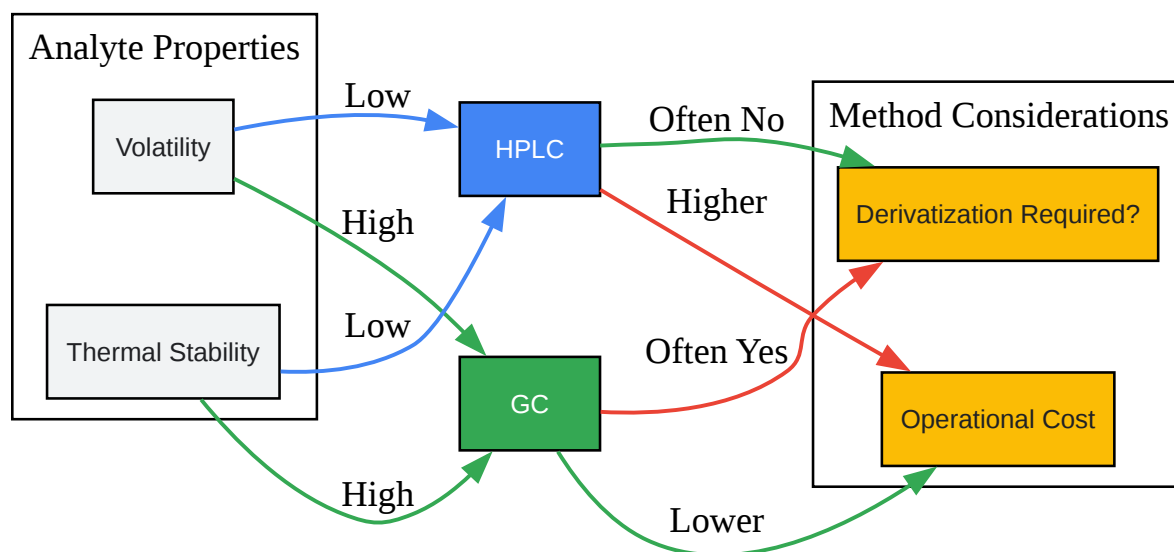 Analyte Properties
Volatility
Thermal Stability
Low
High
Low
High
HPLC
GC
Often No
Higher
Often Yes
Lower
Method Considerations
Derivatization Required?
Operational Cost